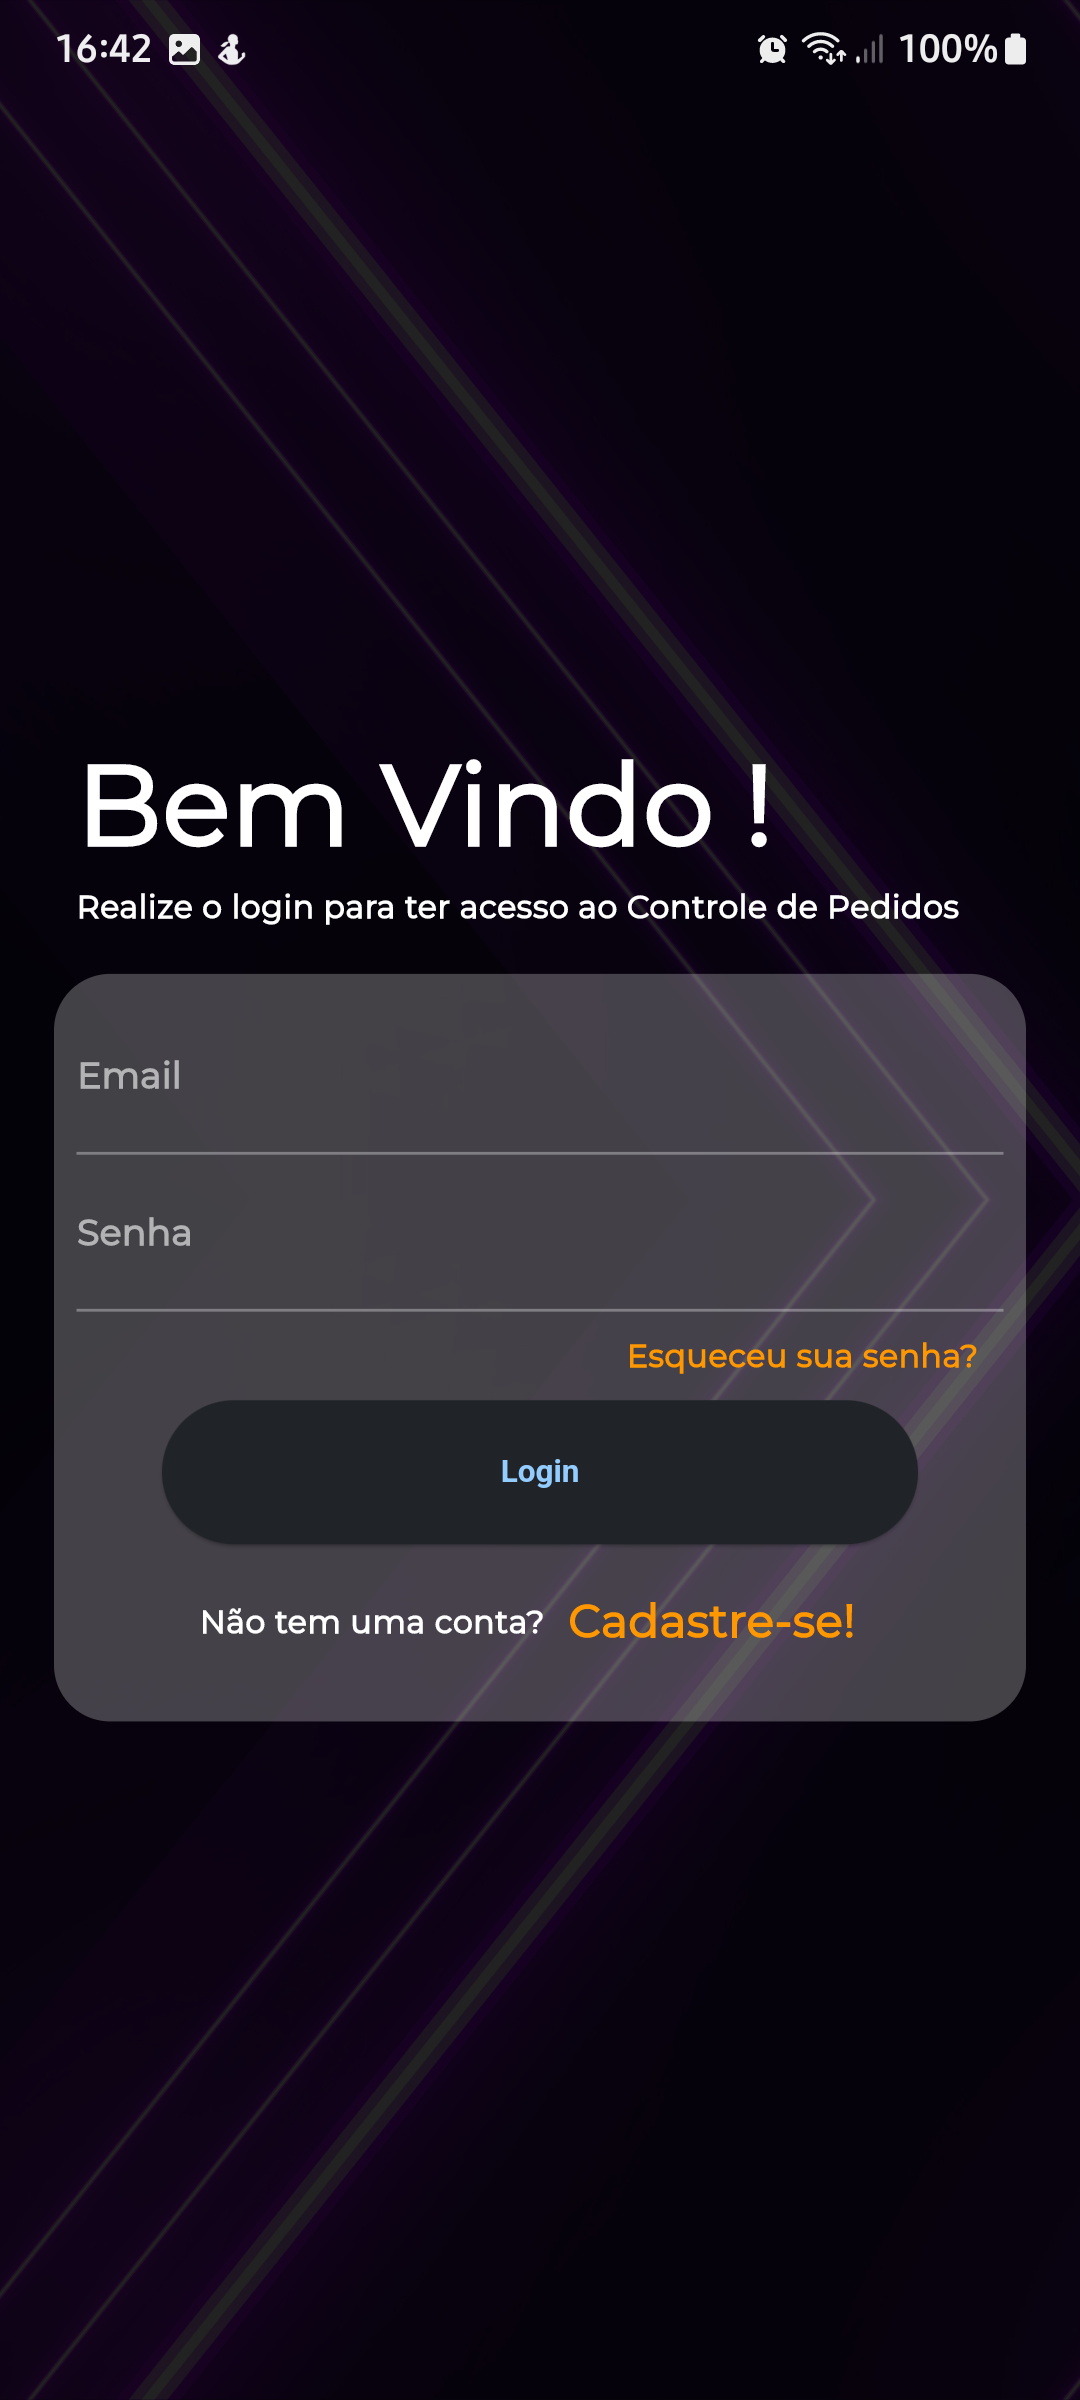 16:42 100%
Bem Vindo !
Realize o login para ter acesso ao Controle de Pedidos
Email
Senha
Esqueceu sua senha?
Login
Não tem uma conta? Cadastre-se!